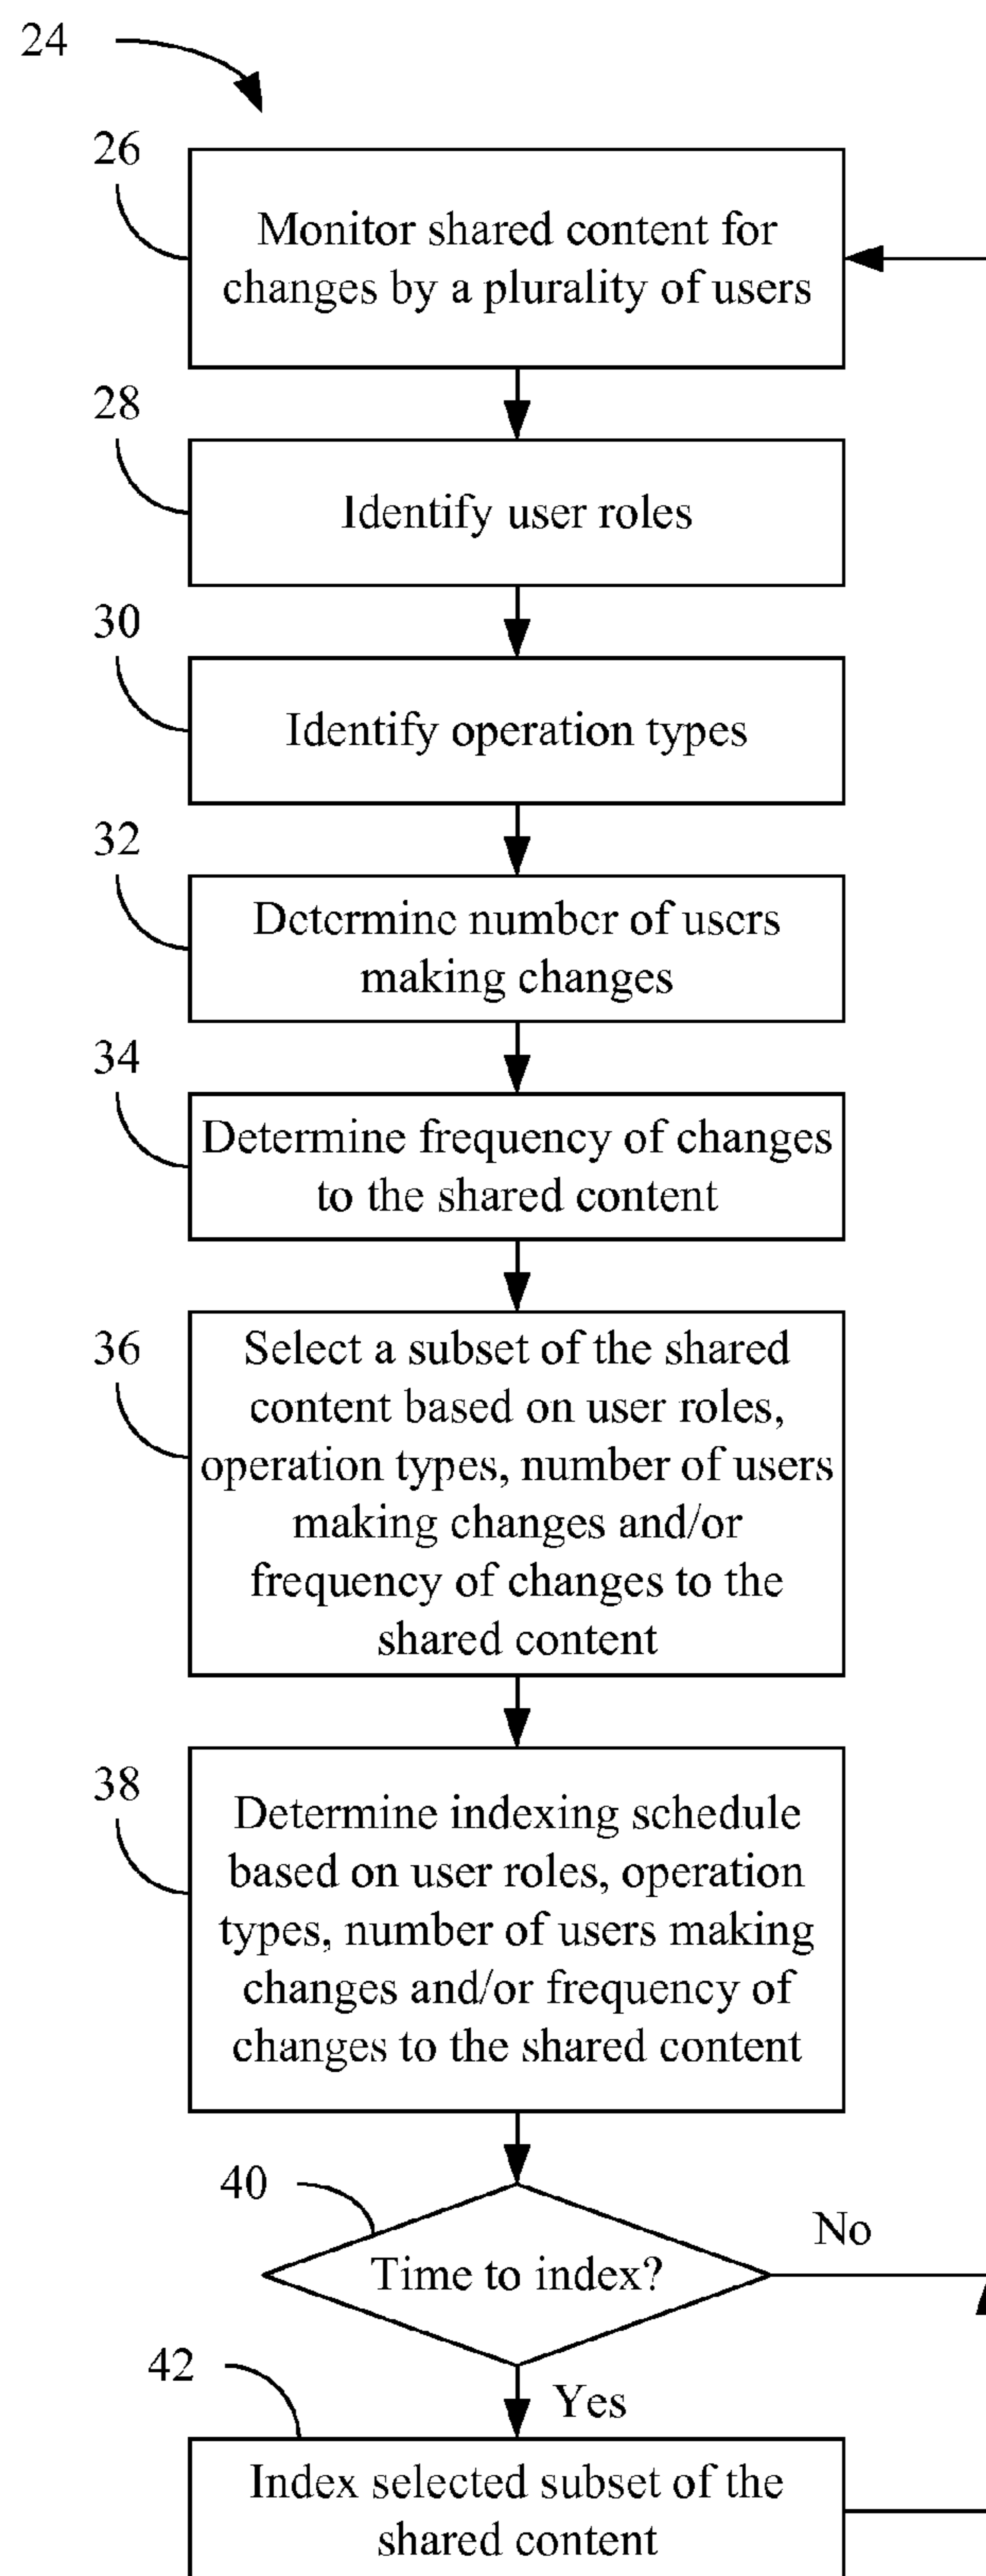 24
26
Monitor shared content for
changes by a plurality of users
28
Identify user roles
30
Identify operation types
32
Determine number of users
making changes
34
Determine frequency of changes
to the shared content
36
Select a subset of the shared
content based on user roles,
operation types, number of users
making changes and/or
frequency of changes to the
shared content
38
Determine indexing schedule
based on user roles, operation
types, number of users making
changes and/or frequency of
changes to the shared content
40
No
Time to index?
42
Yes
Index selected subset of the
shared content